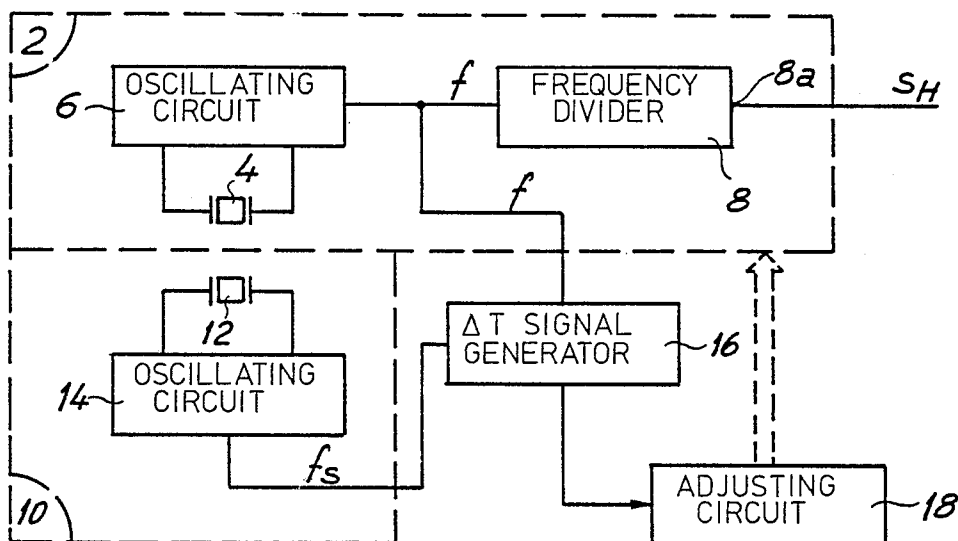 2
OSCILLATING
CIRCUIT
6
f
FREQUENCY
DIVIDER
8a
SH
4
8
f
12
ΔT SIGNAL
GENERATOR
16
OSCILLATING
CIRCUIT
14
fs
10
ADJUSTING
CIRCUIT
18